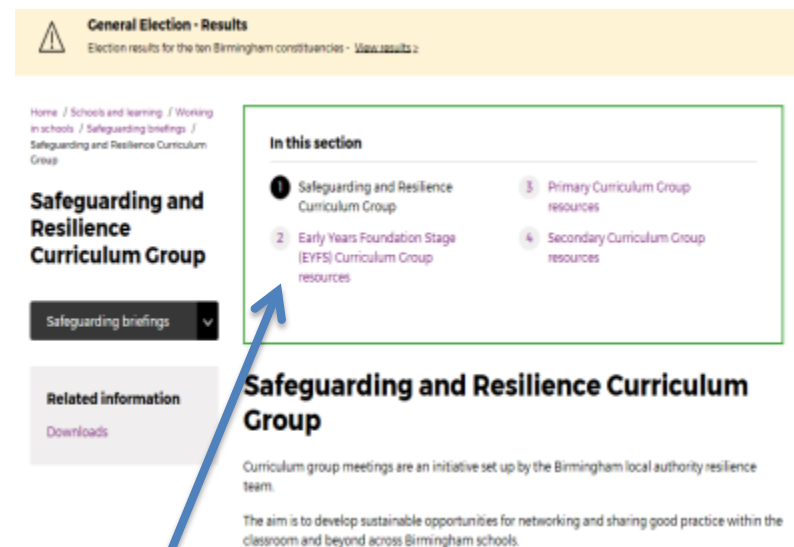 General Election - Results
Election results for the ten Birmingham constituencies - View results >
Home / Schools and learning / Working
in schools / Safeguarding briefings /
Safeguarding and Resilience Curriculum
Group
Safeguarding and
Resilience
Curriculum Group
Safeguarding briefings
Related information
Downloads
In this section
1 Safeguarding and Resilience
Curriculum Group
2 Early Years Foundation Stage
(EYFS) Curriculum Group
resources
3 Primary Curriculum Group
resources
4 Secondary Curriculum Group
resources
Safeguarding and Resilience Curriculum
Group
Curriculum group meetings are an initiative set up by the Birmingham local authority resilience
team.
The aim is to develop sustainable opportunities for networking and sharing good practice within the
classroom and beyond across Birmingham schools.